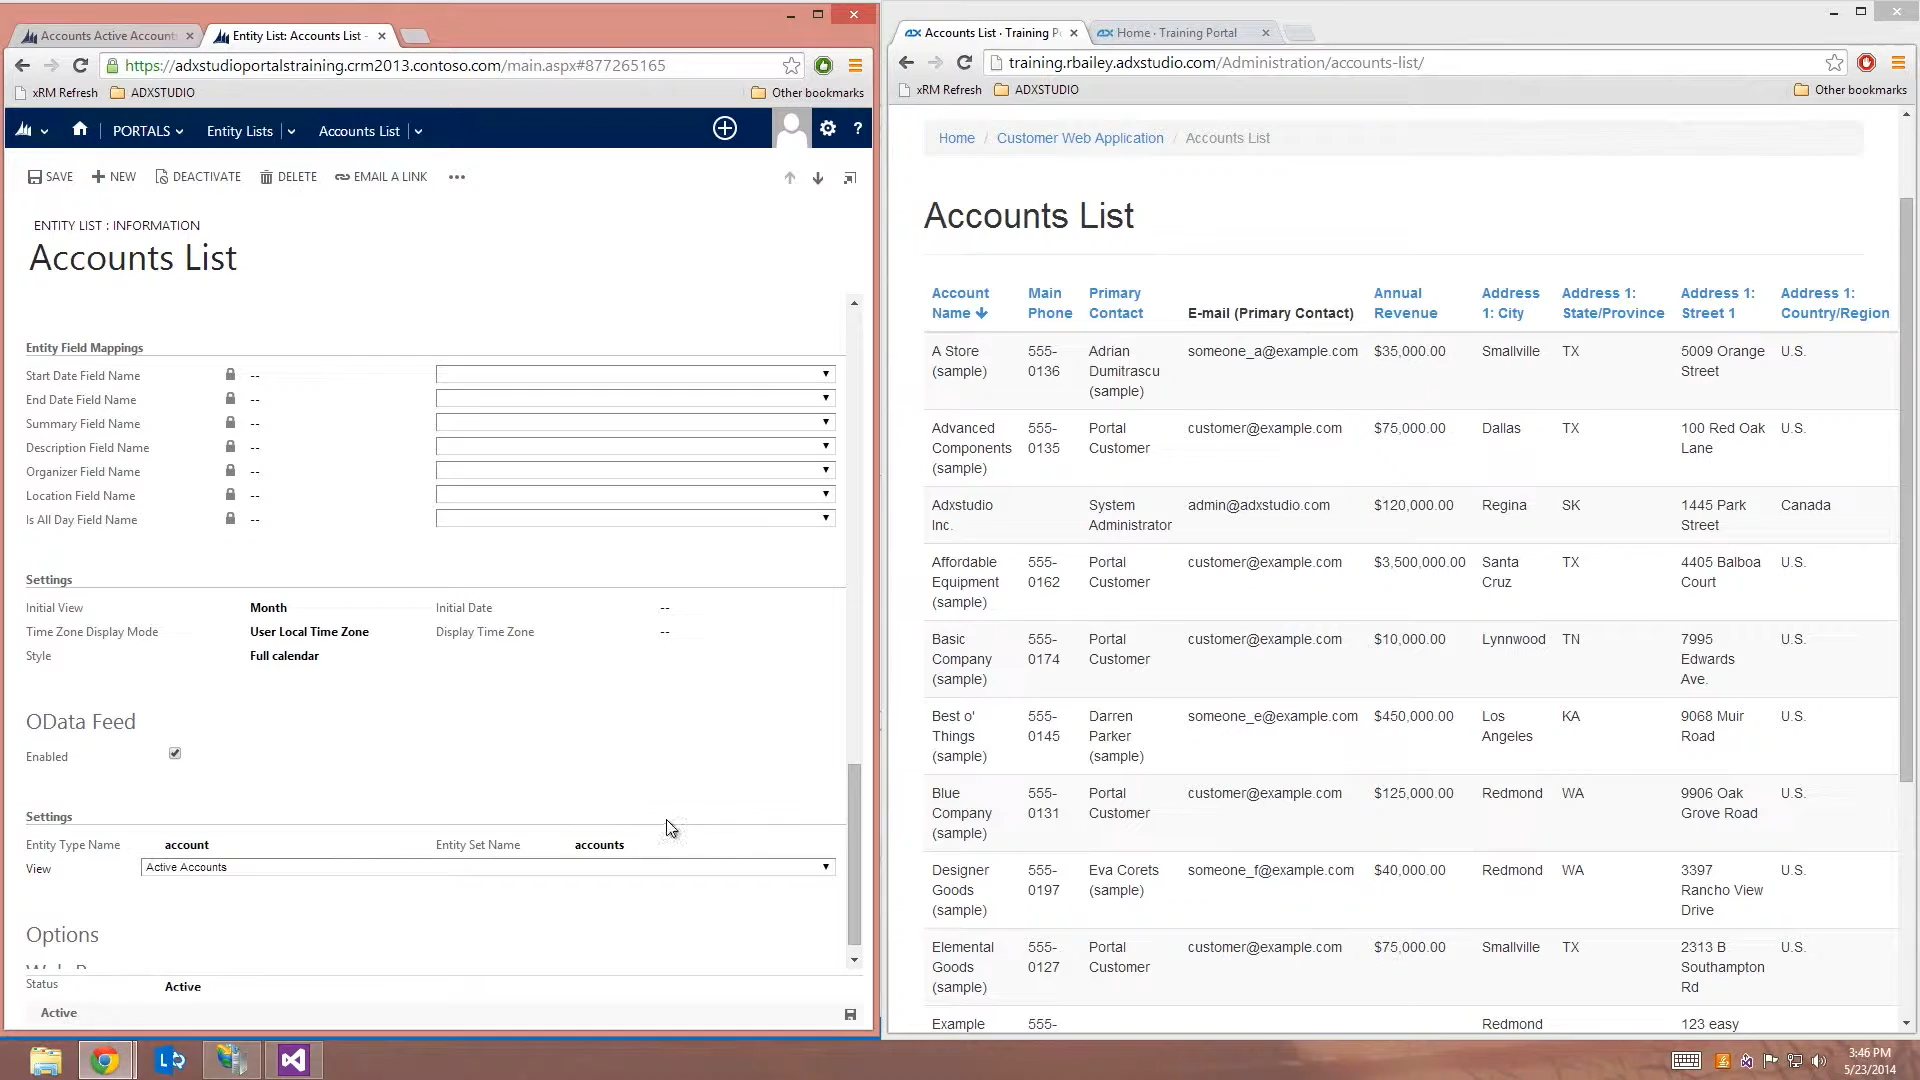 Accounts Active Account
Entity List: Accounts List -
https://adxstudioportalstraining.crm2013.contoso.com/main.aspx#877265165
xRM Refresh
ADXSTUDIO
Other bookmarks
PORTALS
Entity Lists
Accounts List
?
SAVE
NEW
DEACTIVATE
DELETE
EMAIL A LINK
•••
ENTITY LIST : INFORMATION
Accounts List
Entity Field Mappings
Start Date Field Name --
End Date Field Name --
Summary Field Name --
Description Field Name --
Organizer Field Name --
Location Field Name --
Is All Day Field Name --
Settings
Initial View Month Initial Date --
Time Zone Display Mode User Local Time Zone Display Time Zone --
Style Full calendar
OData Feed
Enabled
Settings
Entity Type Name account Entity Set Name accounts
View Active Accounts
Options
Status Active
Active
Accounts List · Training P
Home · Training Portal
training.rbailey.adxstudio.com/Administration/accounts-list/
xRM Refresh
ADXSTUDIO
Other bookmarks
Home / Customer Web Application / Accounts List
Accounts List
Account Main Primary Annual Address Address 1: Address 1: Address 1:
Name Phone Contact E-mail (Primary Contact) Revenue 1: City State/Province Street 1 Country/Region
A Store 555- Adrian someone_a@example.com $35,000.00 Smallville TX 5009 Orange U.S.
(sample) 0136 Dumitrascu Street
(sample)
Advanced 555- Portal customer@example.com $75,000.00 Dallas TX 100 Red Oak U.S.
Components 0135 Customer Lane
(sample)
Adxstudio System admin@adxstudio.com $120,000.00 Regina SK 1445 Park Canada
Inc. Administrator Street
Affordable 555- Portal customer@example.com $3,500,000.00 Santa TX 4405 Balboa U.S.
Equipment 0162 Customer Cruz Court
(sample)
Basic 555- Portal customer@example.com $10,000.00 Lynnwood TN 7995 U.S.
Company 0174 Customer Edwards
(sample) Ave.
Best o' 555- Darren someone_e@example.com $450,000.00 Los KA 9068 Muir U.S.
Things 0145 Parker Angeles Road
(sample) (sample)
Blue 555- Portal customer@example.com $125,000.00 Redmond WA 9906 Oak U.S.
Company 0131 Customer Grove Road
(sample)
Designer 555- Eva Corets someone_f@example.com $40,000.00 Redmond WA 3397 U.S.
Goods 0197 (sample) Rancho View
(sample) Drive
Elemental 555- Portal customer@example.com $75,000.00 Smallville TX 2313 B U.S.
Goods 0127 Customer Southampton
(sample) Rd
Example 555- Redmond 123 easy
3:46 PM
5/23/2014